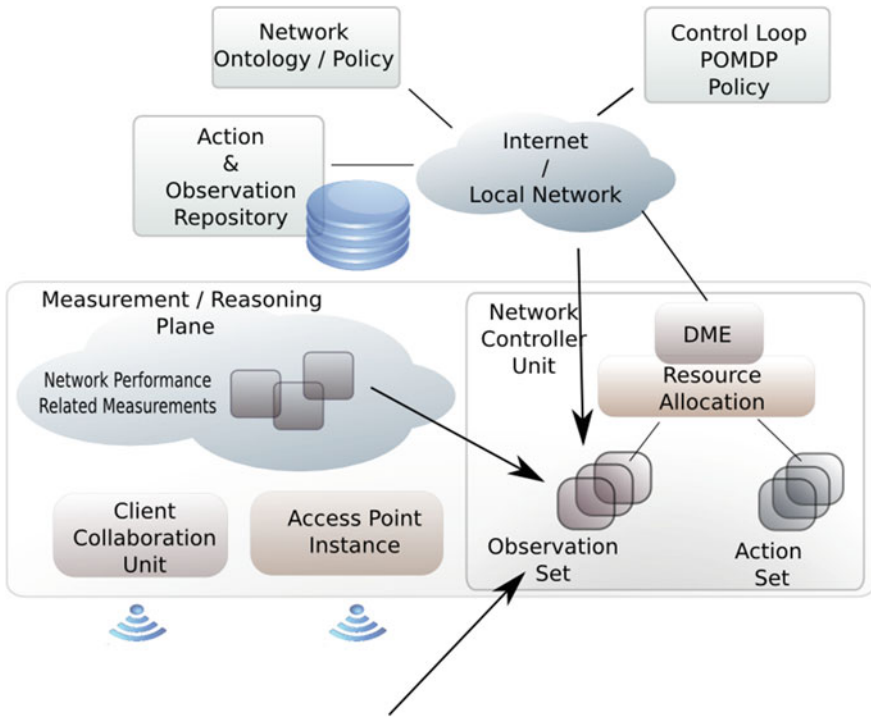 Network
Ontology / Policy
Control Loop
POMDP
Policy
Action
&
Observation
Repository
Internet
/
Local Network
Measurement / Reasoning
Plane
Network Performance
Related Measurements
Network
Controller
Unit
DME
Resource
Allocation
Client
Collaboration
Unit
Access Point
Instance
Observation
Set
Action
Set